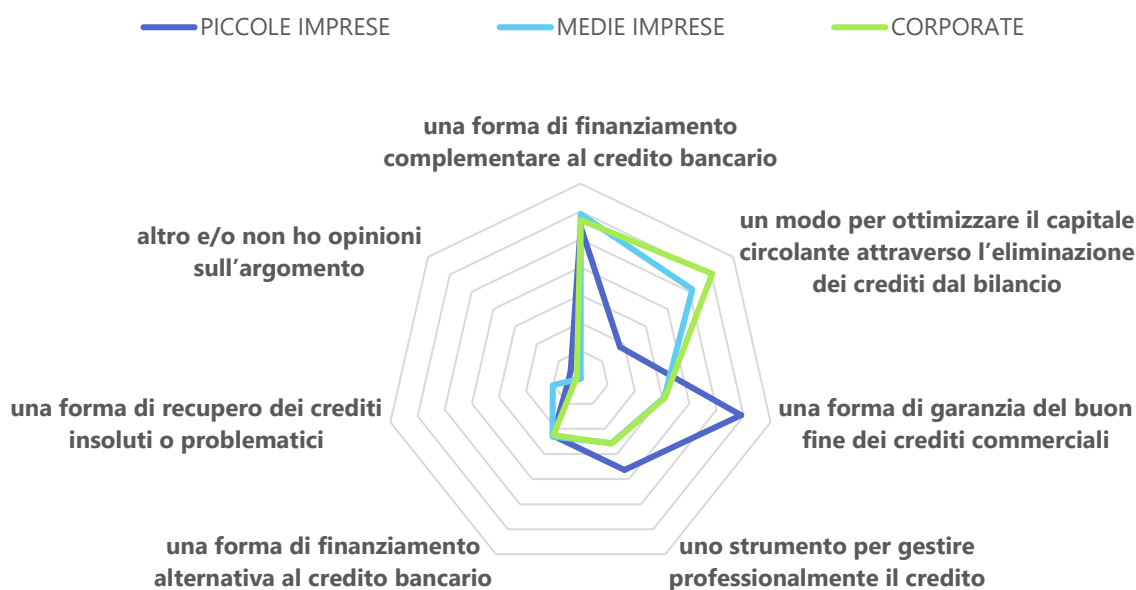 PICCOLE IMPRESE
MEDIE IMPRESE
CORPORATE
una forma di finanziamento
complementare al credito bancario
un modo per ottimizzare il capitale
circolante attraverso l’eliminazione
dei crediti dal bilancio
una forma di garanzia del buon
fine dei crediti commerciali
uno strumento per gestire
professionalmente il credito
una forma di finanziamento
alternativa al credito bancario
una forma di recupero dei crediti
insoluti o problematici
altro e/o non ho opinioni
sull’argomento